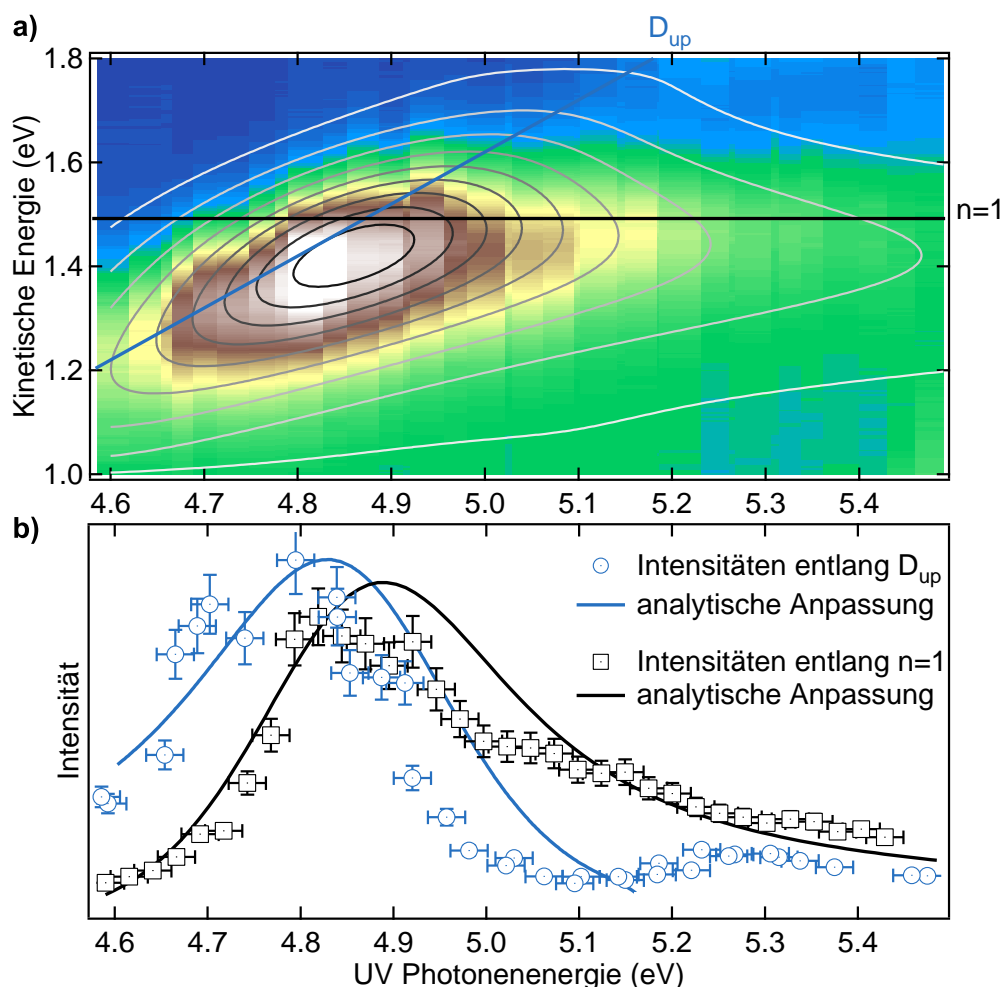 a)
D_up
1.8
1.6
1.4
1.2
1.0
Kinetische Energie (eV)
n=1
4.6 4.7 4.8 4.9 5.0 5.1 5.2 5.3 5.4
b)
Intensitäten entlang D_up
analytische Anpassung
Intensitäten entlang n=1
analytische Anpassung
Intensität
4.6 4.7 4.8 4.9 5.0 5.1 5.2 5.3 5.4
UV Photonenenergie (eV)